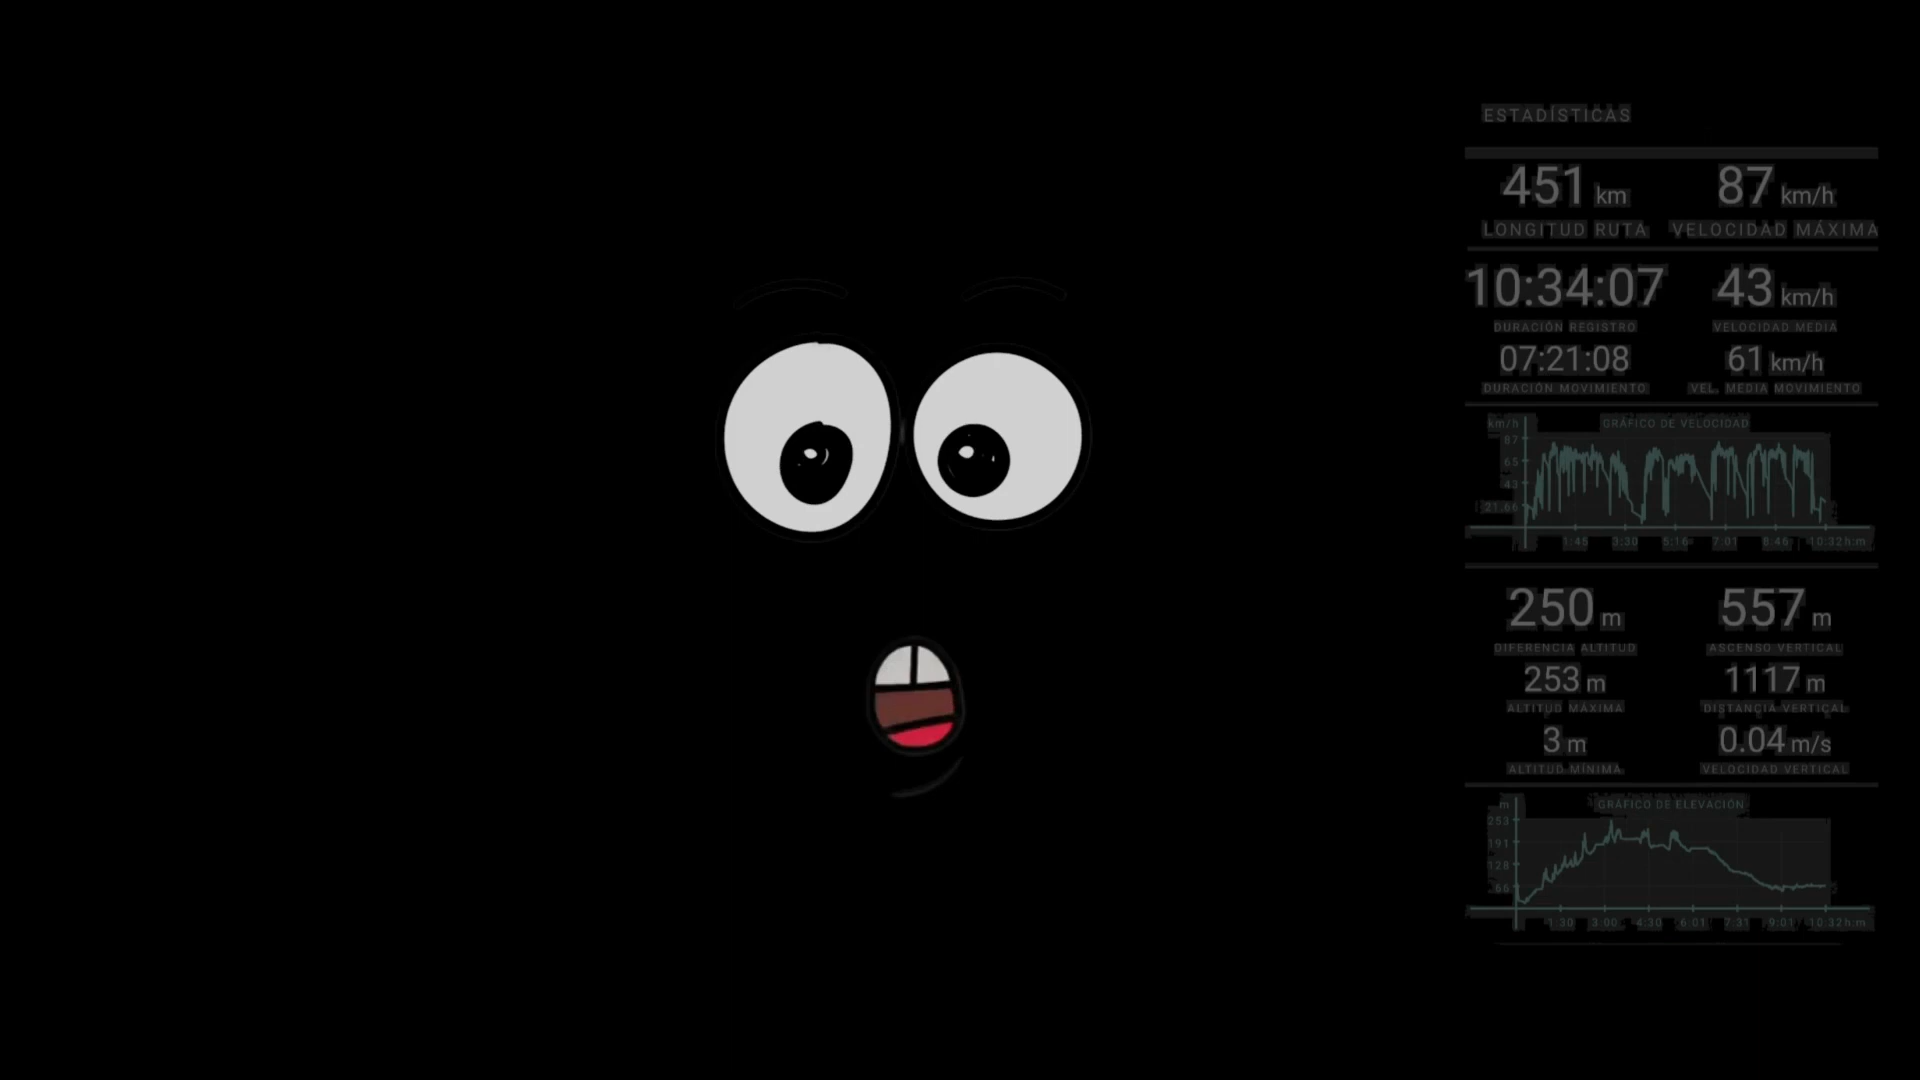 ESTADÍSTICAS
451 km 87 km/h
LONGITUD RUTA VELOCIDAD MÁXIMA
10:34:07 43 km/h
DURACIÓN REGISTRO VELOCIDAD MEDIA
07:21:08 61 km/h
DURACIÓN MOVIMIENTO VEL. MEDIA MOVIMIENTO
km/h GRÁFICO DE VELOCIDAD
87
65
43
21.66
1:45 3:30 5:16 7:01 8:46 10:32h:m
250 m 557 m
DIFERENCIA ALTITUD ASCENSO VERTICAL
253 m 1117 m
ALTITUD MÁXIMA DISTANCIA VERTICAL
3 m 0.04 m/s
ALTITUD MÍNIMA VELOCIDAD VERTICAL
m GRÁFICO DE ELEVACIÓN
253
191
128
66
1:30 3:00 4:30 6:01 7:31 9:01 10:32h:m